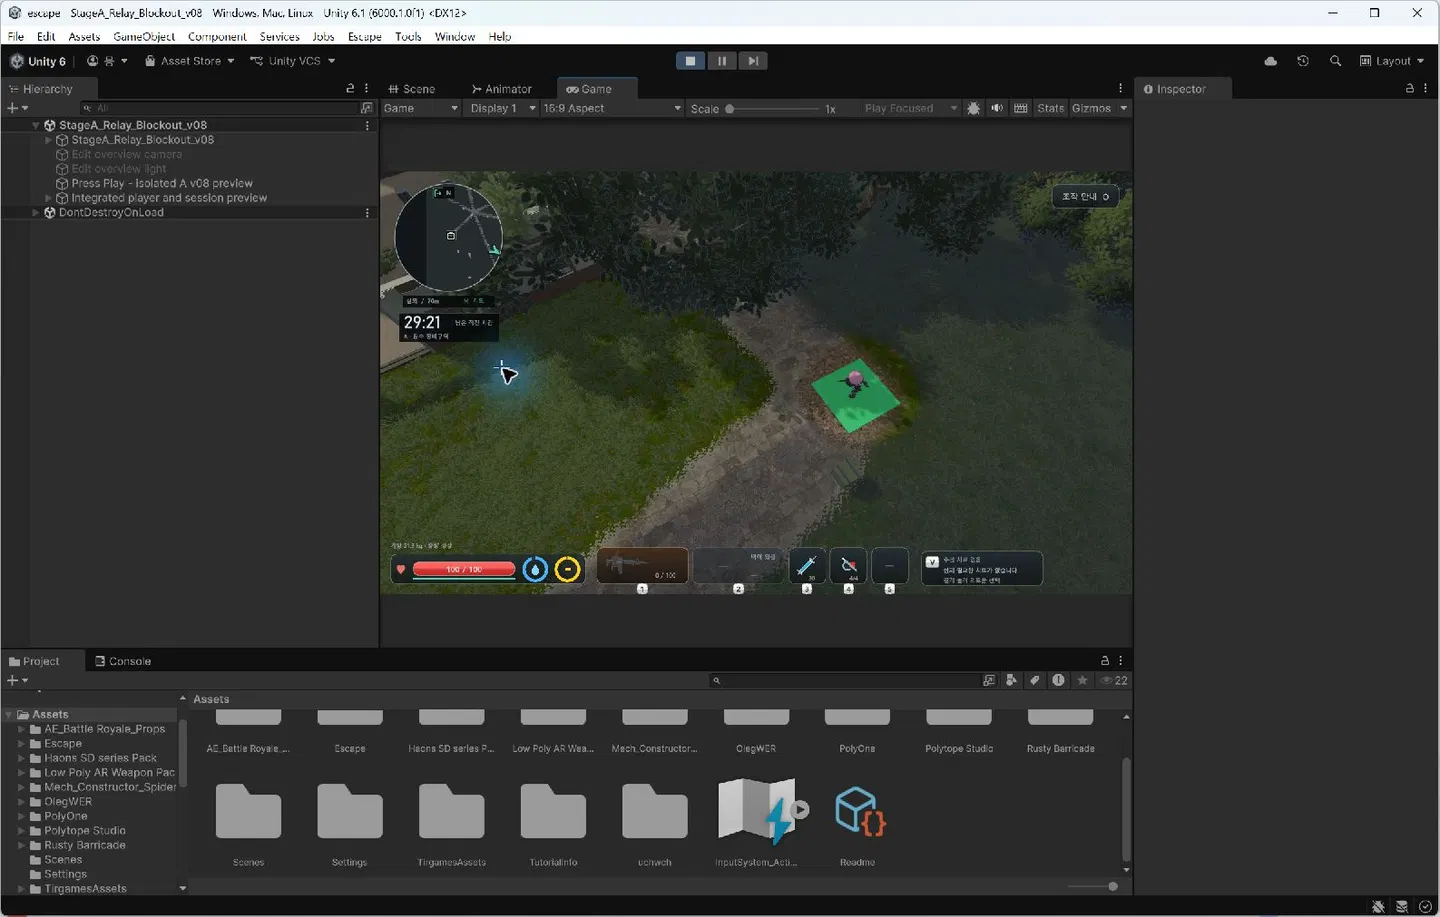 escape - StageA_Relay_Blockout_v08 - Windows, Mac, Linux - Unity 6.1 (6000.1.0f1) <DX12>
File Edit Assets GameObject Component Services Jobs Escape Tools Window Help
Unity 6 Asset Store Unity VCS Layout
Hierarchy
All
StageA_Relay_Blockout_v08
StageA_Relay_Blockout_v08
Edit overview camera
Edit overview light
Press Play - Isolated A v08 preview
Integrated player and session preview
DontDestroyOnLoad
Scene Animator Game
Game Display 1 16:9 Aspect Scale 1x Play Focused Stats Gizmos
조작 안내
29:21
100 / 100
0 / 100
1 2 3 4 5
V
Inspector
Project Console
22
Assets
AE_Battle Royale_Props
Escape
Haons SD series Pack
Low Poly AR Weapon Pac
Mech_Constructor_Spider
OlegWER
PolyOne
Polytope Studio
Rusty Barricade
Scenes
Settings
TirgamesAssets
Assets
AE_Battle Royale_... Escape Haons SD series P... Low Poly AR Wea... Mech_Constructor... OlegWER PolyOne Polytope Studio Rusty Barricade
Scenes Settings TirgamesAssets TutorialInfo uchwch InputSystem_Acti... Readme